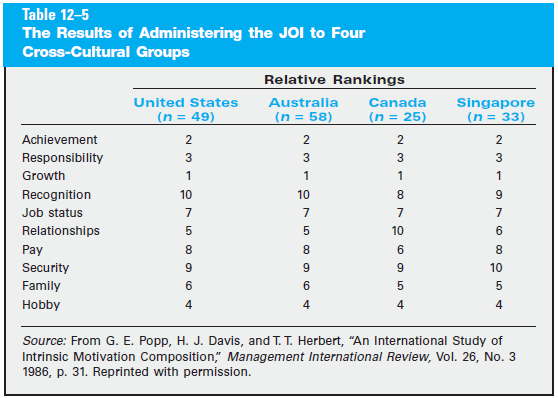 Table 12–5
The Results of Administering the JOI to Four
Cross-Cultural Groups
Relative Rankings
United States Australia Canada Singapore
(n = 49) (n = 58) (n = 25) (n = 33)
Achievement 2 2 2 2
Responsibility 3 3 3 3
Growth 1 1 1 1
Recognition 10 10 8 9
Job status 7 7 7 7
Relationships 5 5 10 6
Pay 8 8 6 8
Security 9 9 9 10
Family 6 6 5 5
Hobby 4 4 4 4
Source: From G. E. Popp, H. J. Davis, and T. T. Herbert, “An International Study of
Intrinsic Motivation Composition,” Management International Review, Vol. 26, No. 3
1986, p. 31. Reprinted with permission.